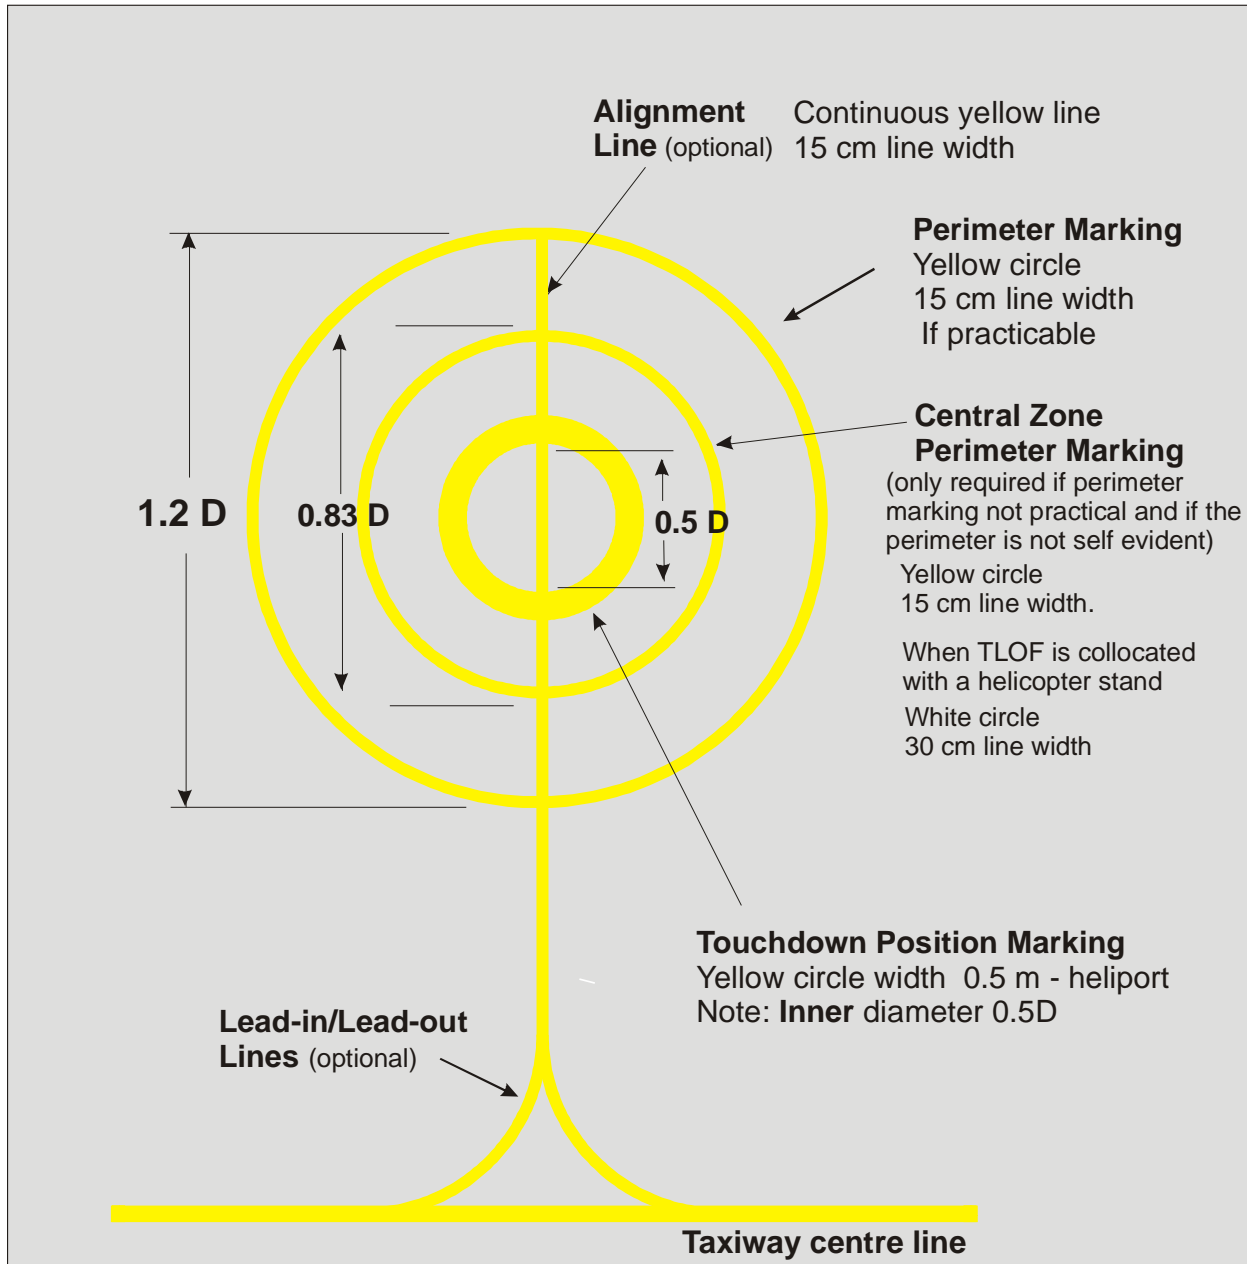 Alignment Continuous yellow line
Line (optional) 15 cm line width
Perimeter Marking
Yellow circle
15 cm line width
If practicable
Central Zone
Perimeter Marking
(only required if perimeter
marking not practical and if the
perimeter is not self evident)
Yellow circle
15 cm line width.
When TLOF is collocated
with a helicopter stand
White circle
30 cm line width
1.2 D
0.83 D
0.5 D
Touchdown Position Marking
Yellow circle width 0.5 m - heliport
Note: Inner diameter 0.5D
Lead-in/Lead-out
Lines (optional)
Taxiway centre line